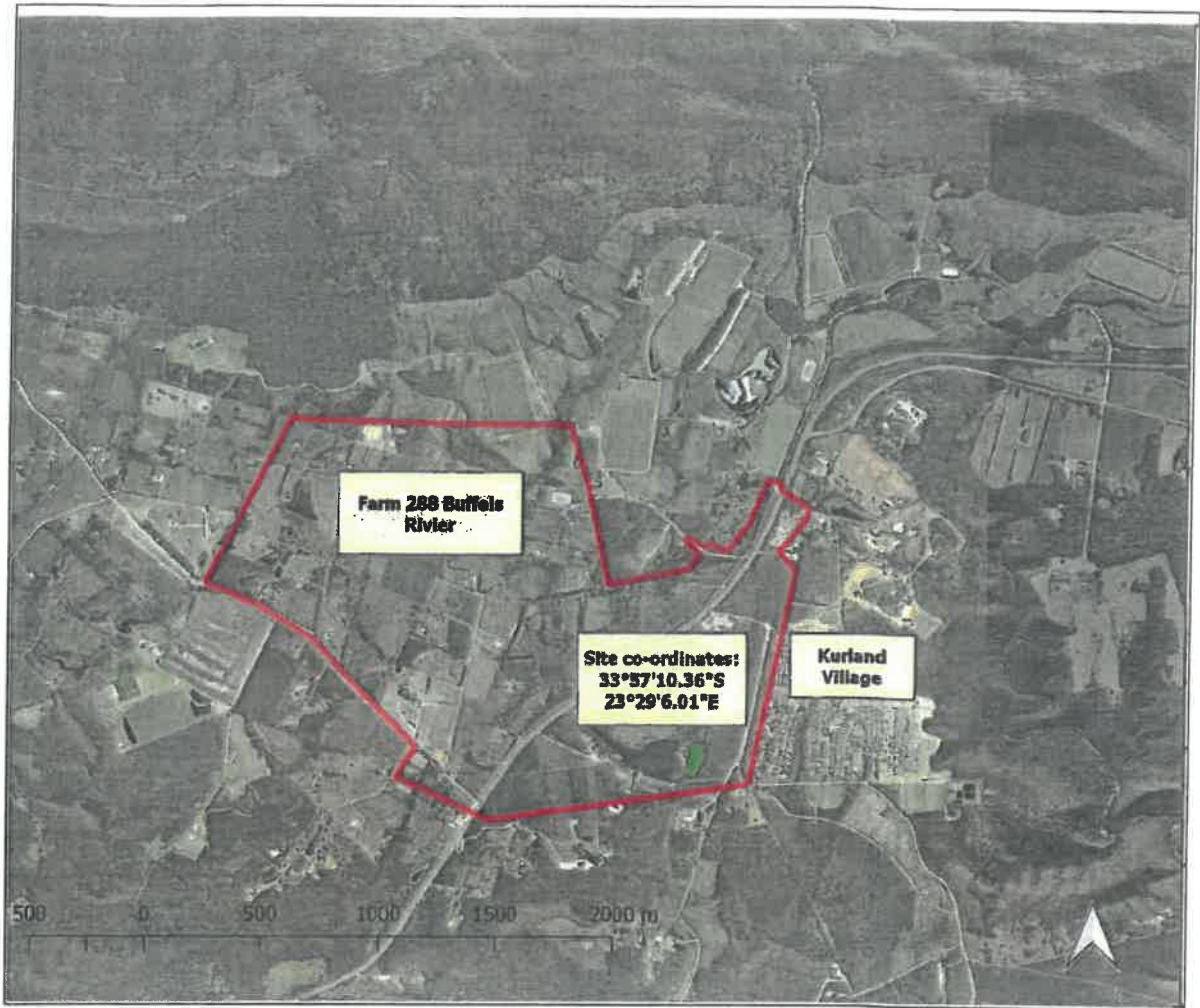 Farm 288 Buffels
Rivier
Site co-ordinates:
33°57'10.36"S
23°29'6.01"E
Kurland
Village
500 0 500 1000 1500 2000 m